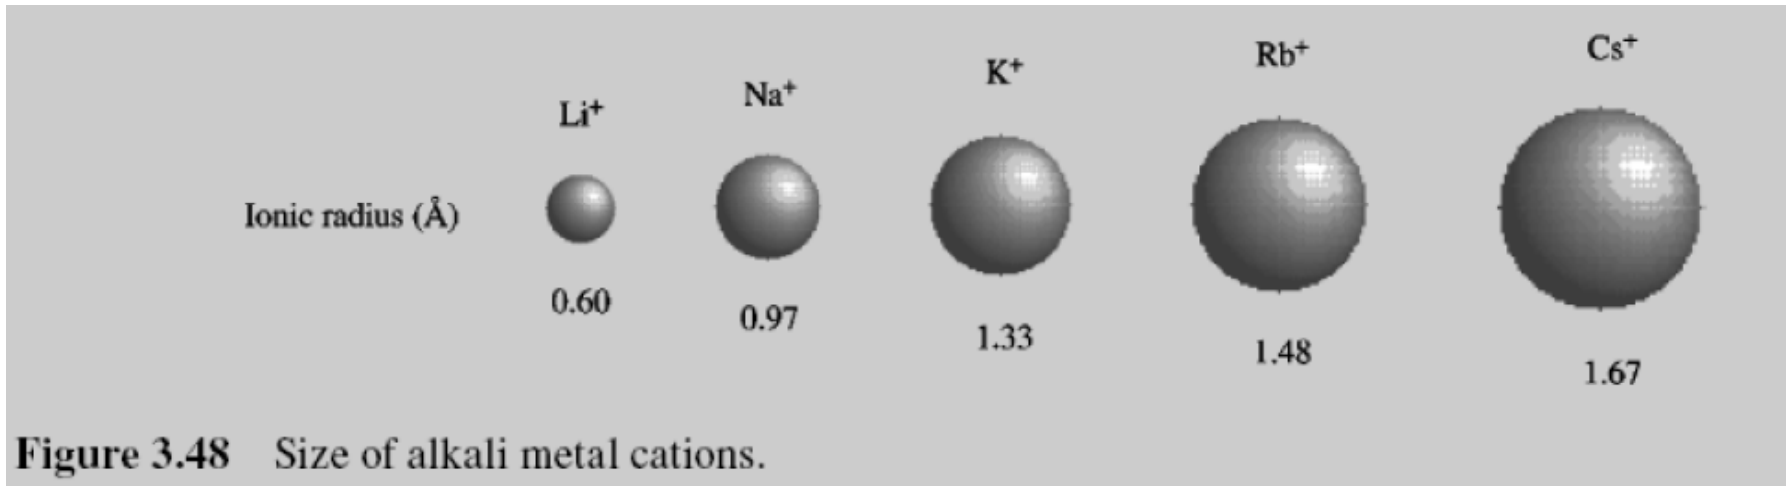 Li⁺ Na⁺ K⁺ Rb⁺ Cs⁺
Ionic radius (Å)
0.60 0.97 1.33 1.48 1.67
Figure 3.48 Size of alkali metal cations.